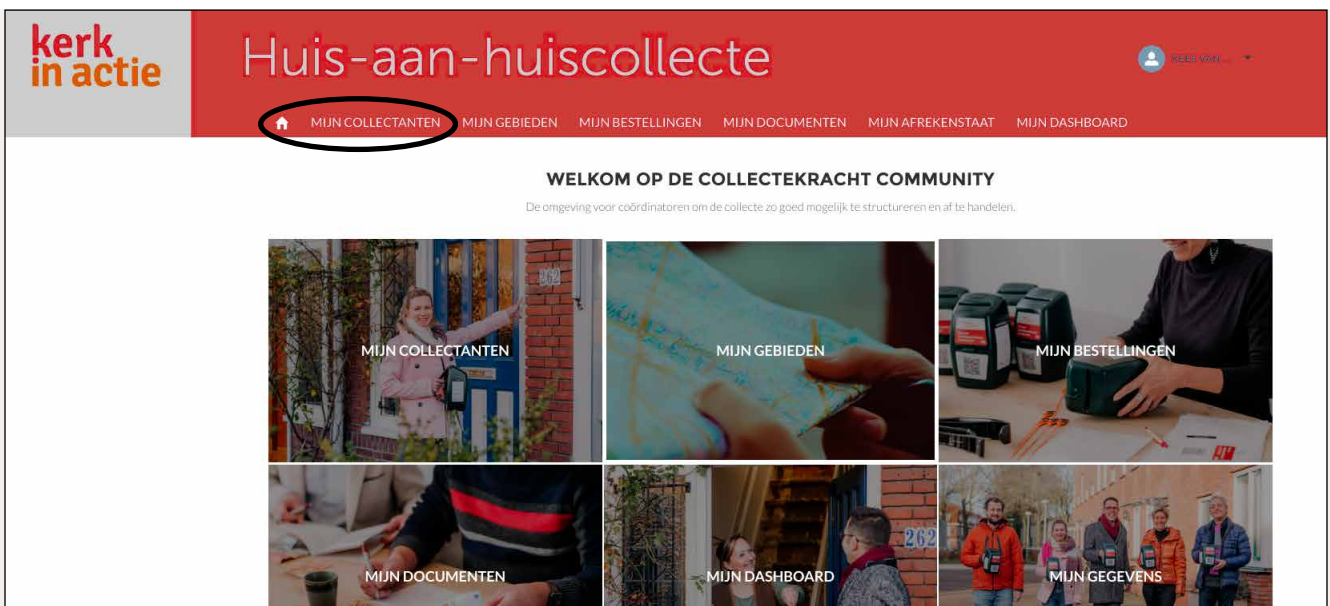 kerk
in actie
Huis-aan-huiscollecte
MIJN COLLECTANTEN MIJN GEBIEDEN MIJN BESTELLINGEN MIJN DOCUMENTEN MIJN AFREKENSTAAT MIJN DASHBOARD
WELKOM OP DE COLLECTEKRACHT COMMUNITY
De omgeving voor coördinatoren om de collecte zo goed mogelijk te structureren en af te handelen.
262
MIJN COLLECTANTEN MIJN GEBIEDEN MIJN BESTELLINGEN
262
MIJN DOCUMENTEN MIJN DASHBOARD MIJN GEGEVENS